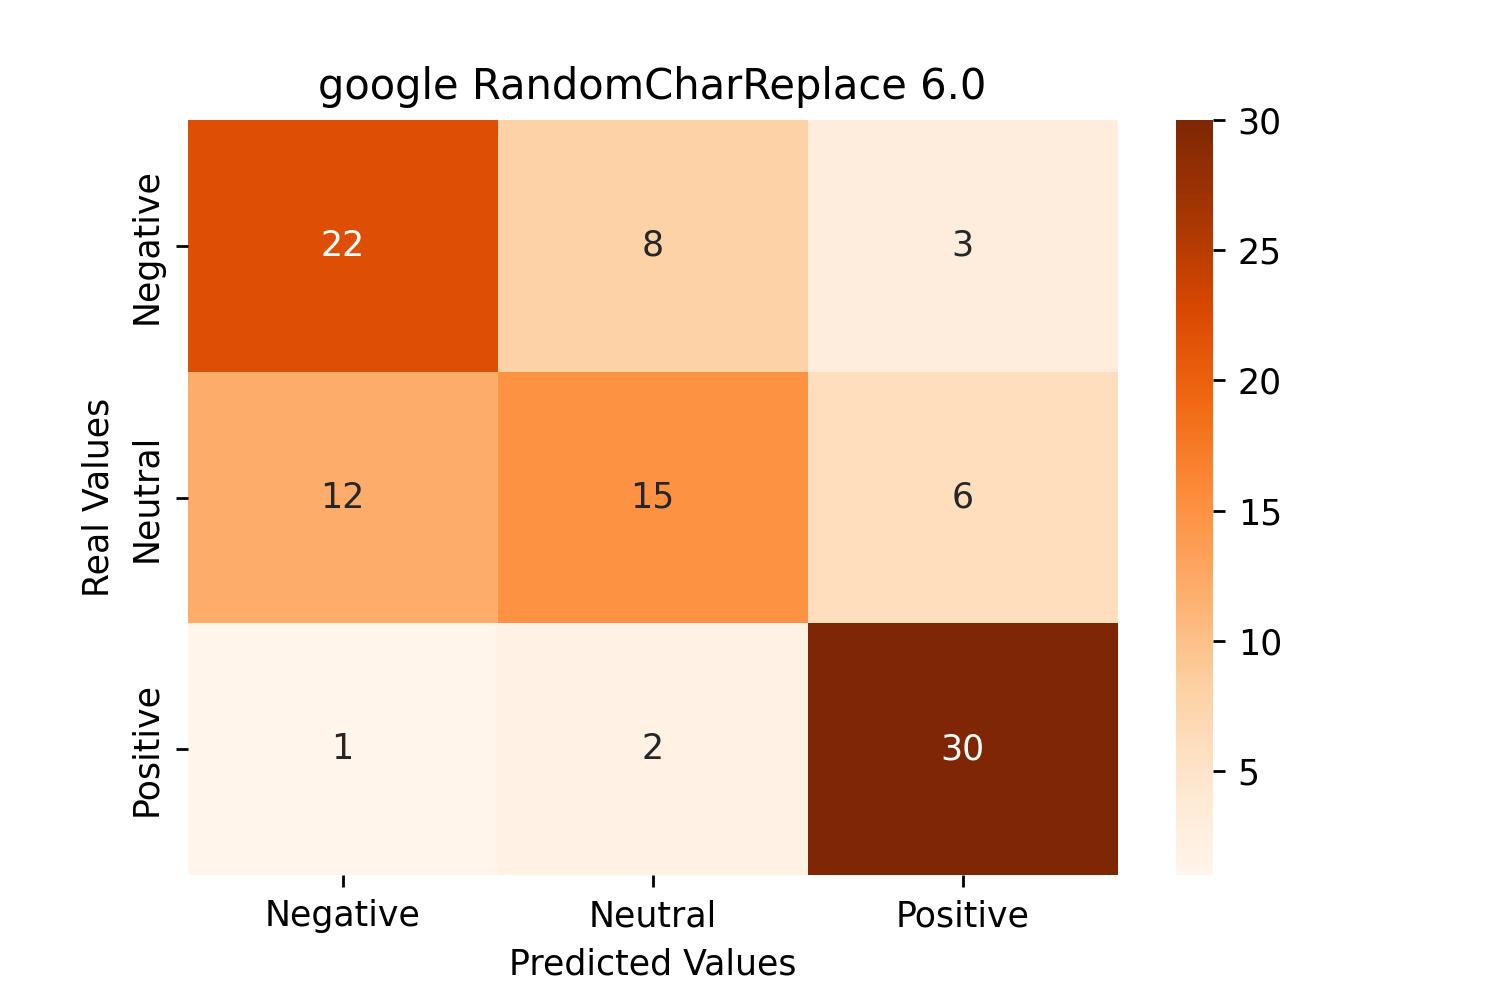 google RandomCharReplace 6.0
Real Values
Negative
22 8 3
Neutral
12 15 6
Positive
1 2 30
Negative Neutral Positive
Predicted Values
30
25
20
15
10
5